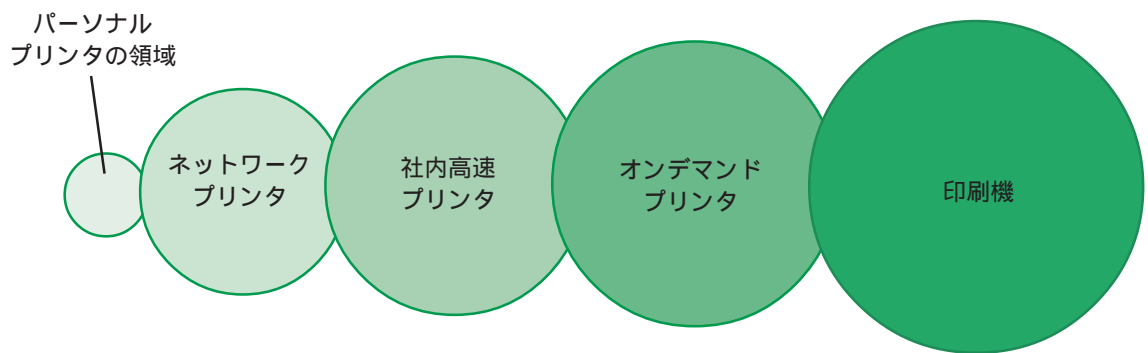 パーソナル
プリンタの領域
ネットワーク
プリンタ
社内高速
プリンタ
オンデマンド
プリンタ
印刷機